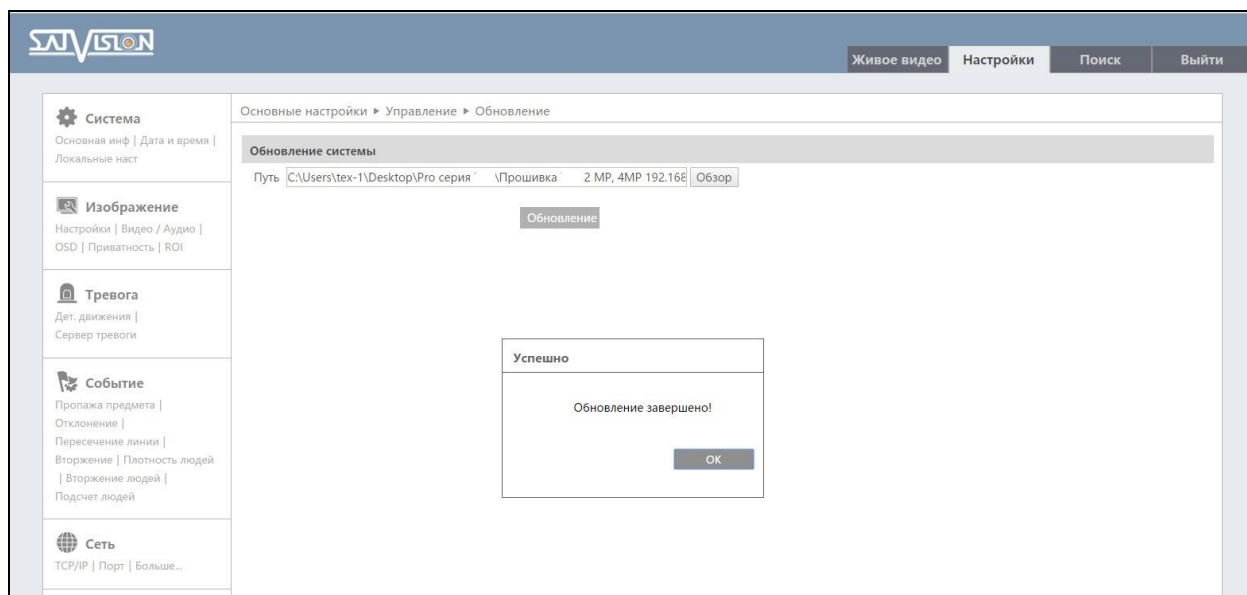 SATVISION
Живое видео
Настройки
Поиск
Выйти
Система
Основная инф | Дата и время |
Локальные наст
Изображение
Настройки | Видео / Аудио |
OSD | Приватность | ROI
Тревога
Дет. движения |
Сервер тревоги
Событие
Пропажа предмета |
Отклонение |
Пересечение линии |
Вторжение | Плотность людей
| Вторжение людей |
Подсчет людей
Сеть
TCP/IP | Порт | Больше...
Основные настройки ▶ Управление ▶ Обновление
Обновление системы
Путь C:\Users\tex-1\Desktop\Pro серия \Прошивка 2 MP, 4MP 192.168 Обзор
Обновление
Успешно
Обновление завершено!
OK